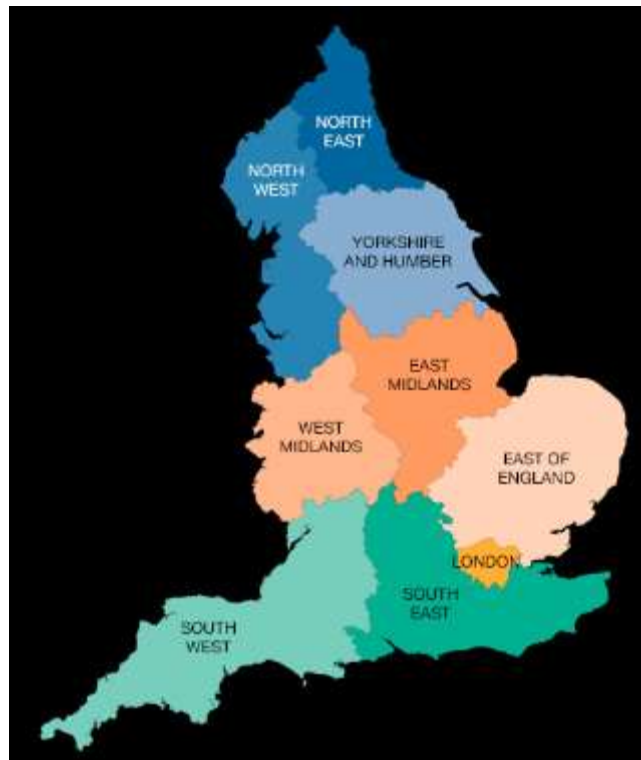 NORTH
EAST
NORTH
WEST
YORKSHIRE
AND HUMBER
EAST
MIDLANDS
WEST
MIDLANDS
EAST OF
ENGLAND
LONDON
SOUTH
EAST
SOUTH
WEST